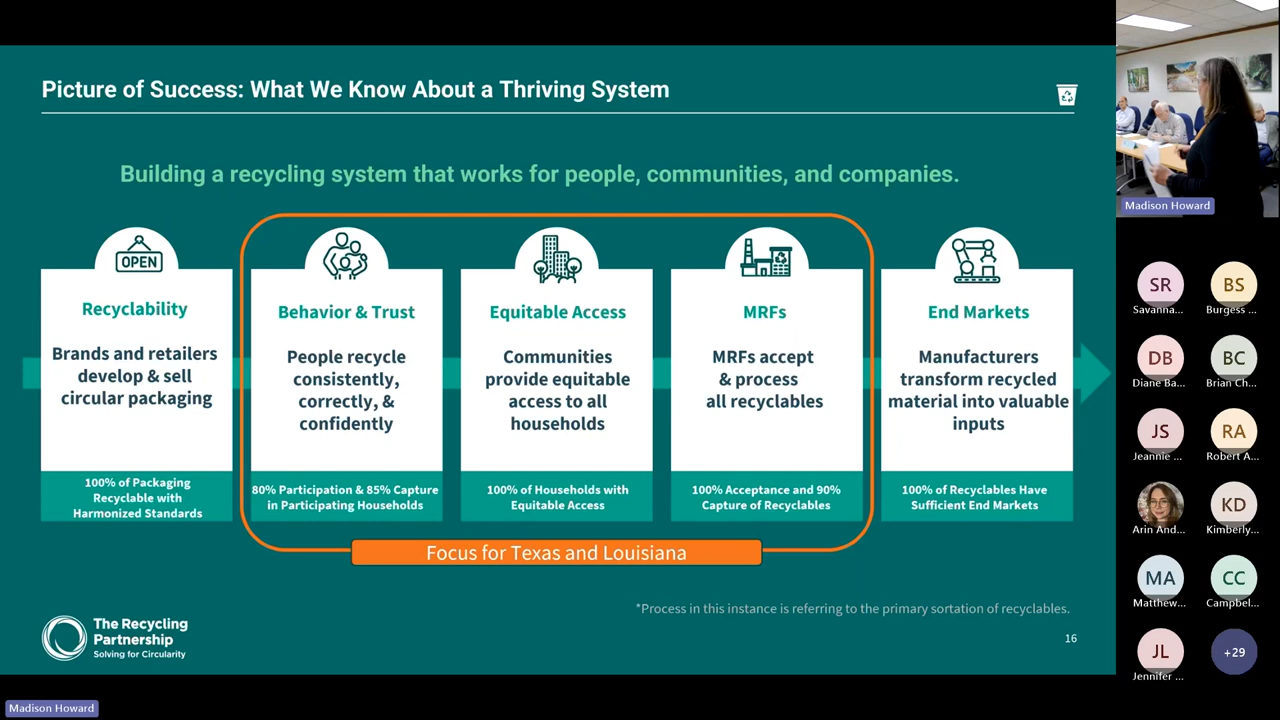 Picture of Success: What We Know About a Thriving System
Building a recycling system that works for people, communities, and companies.
OPEN
Recyclability
Brands and retailers
develop & sell
circular packaging
100% of Packaging
Recyclable with
Harmonized Standards
Behavior & Trust
People recycle
consistently,
correctly, &
confidently
80% Participation & 85% Capture
in Participating Households
Equitable Access
Communities
provide equitable
access to all
households
100% of Households with
Equitable Access
MRFs
MRFs accept
& process
all recyclables
100% Acceptance and 90%
Capture of Recyclables
End Markets
Manufacturers
transform recycled
material into valuable
inputs
100% of Recyclables Have
Sufficient End Markets
Focus for Texas and Louisiana
*Process in this instance is referring to the primary sortation of recyclables.
The Recycling
Partnership
Solving for Circularity
16
Madison Howard
Madison Howard
SR
Savanna...
BS
Burgess ...
DB
Diane Ba...
BC
Brian Ch...
JS
Jeannie ...
RA
Robert A...
Arin And...
KD
Kimberly...
MA
Matthew...
CC
Campbel...
JL
Jennifer ...
+29